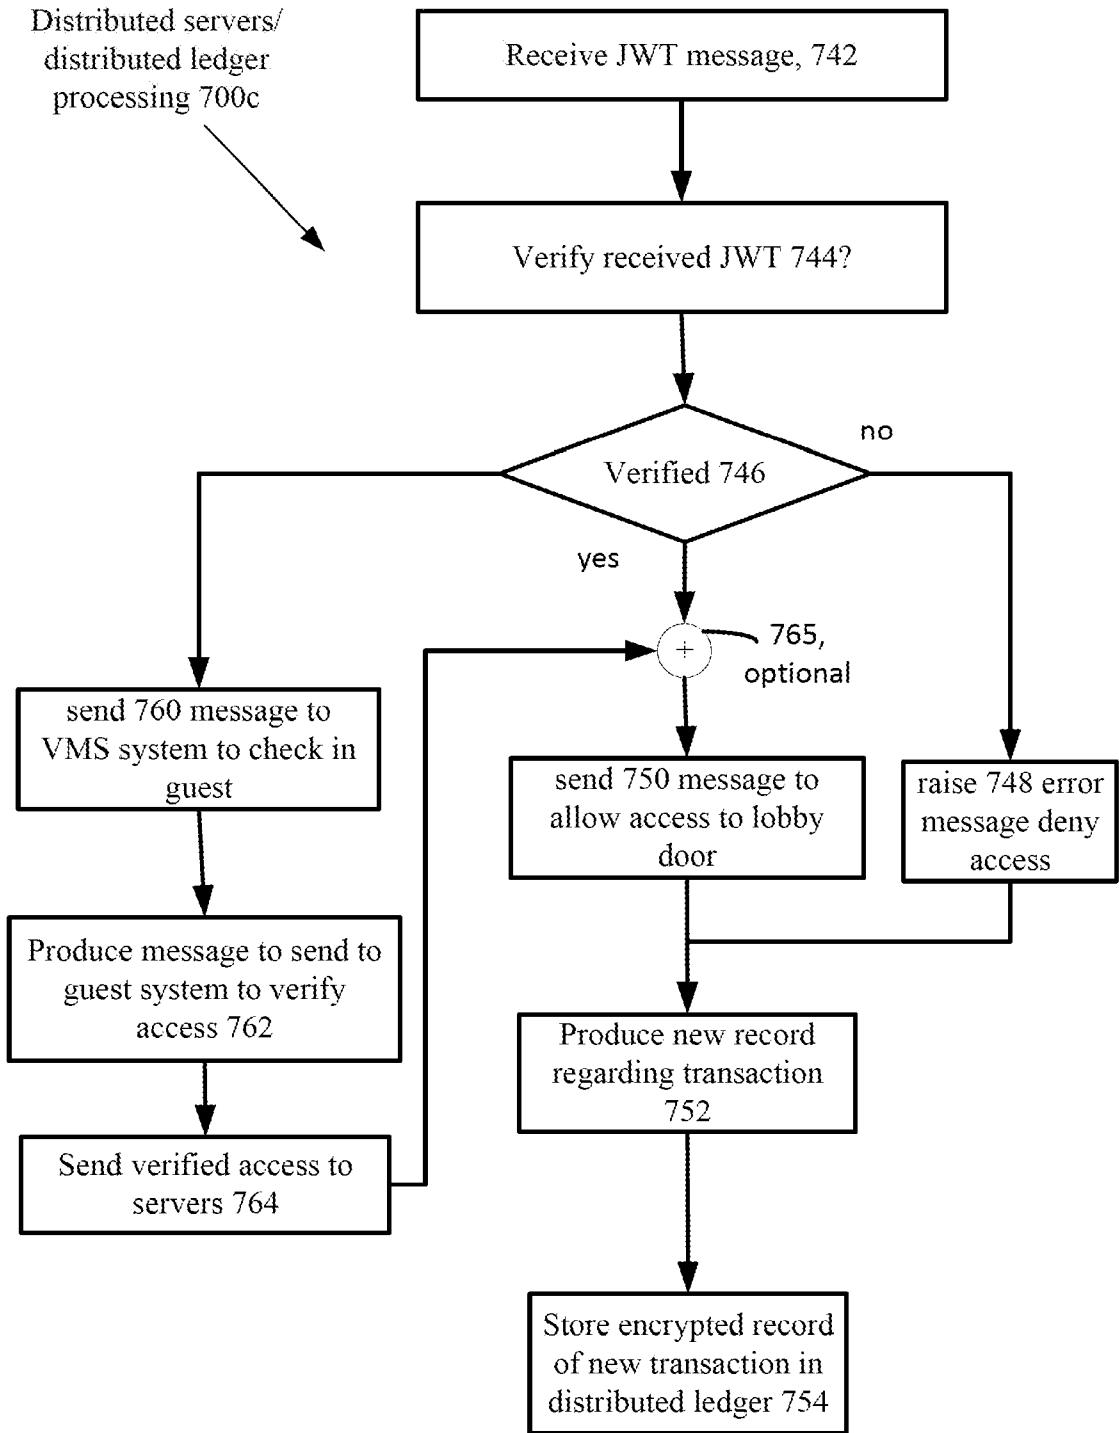 Distributed servers/
distributed ledger
processing 700c
Receive JWT message, 742
Verify received JWT 744?
Verified 746
no
yes
+
765,
optional
send 760 message to
VMS system to check in
guest
send 750 message to
allow access to lobby
door
raise 748 error
message deny
access
Produce message to send to
guest system to verify
access 762
Produce new record
regarding transaction
752
Send verified access to
servers 764
Store encrypted record
of new transaction in
distributed ledger 754